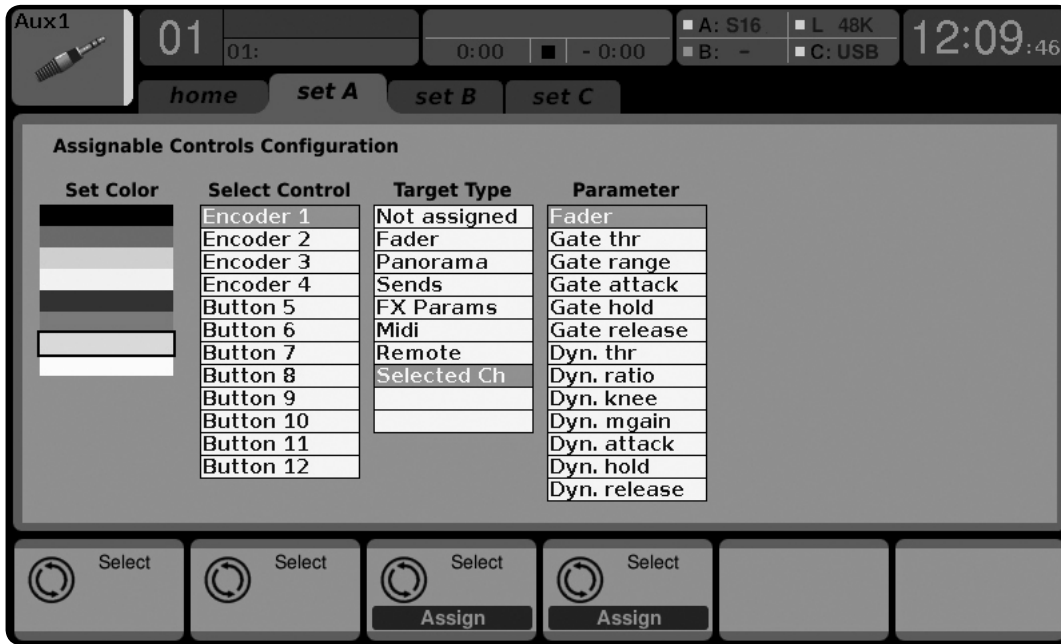 Aux1
01
01:
0:00
- 0:00
A: S16
L 48K
B: -
C: USB
12:09:46
home
set A
set B
set C
Assignable Controls Configuration
Set Color
Select Control
Target Type
Parameter
Encoder 1
Not assigned
Fader
Encoder 2
Fader
Gate thr
Encoder 3
Panorama
Gate range
Encoder 4
Sends
Gate attack
Button 5
FX Params
Gate hold
Button 6
Midi
Gate release
Button 7
Remote
Dyn. thr
Button 8
Selected Ch
Dyn. ratio
Button 9
Dyn. knee
Button 10
Dyn. mgain
Button 11
Dyn. attack
Button 12
Dyn. hold
Dyn. release
Select
Select
Select
Select
Assign
Assign